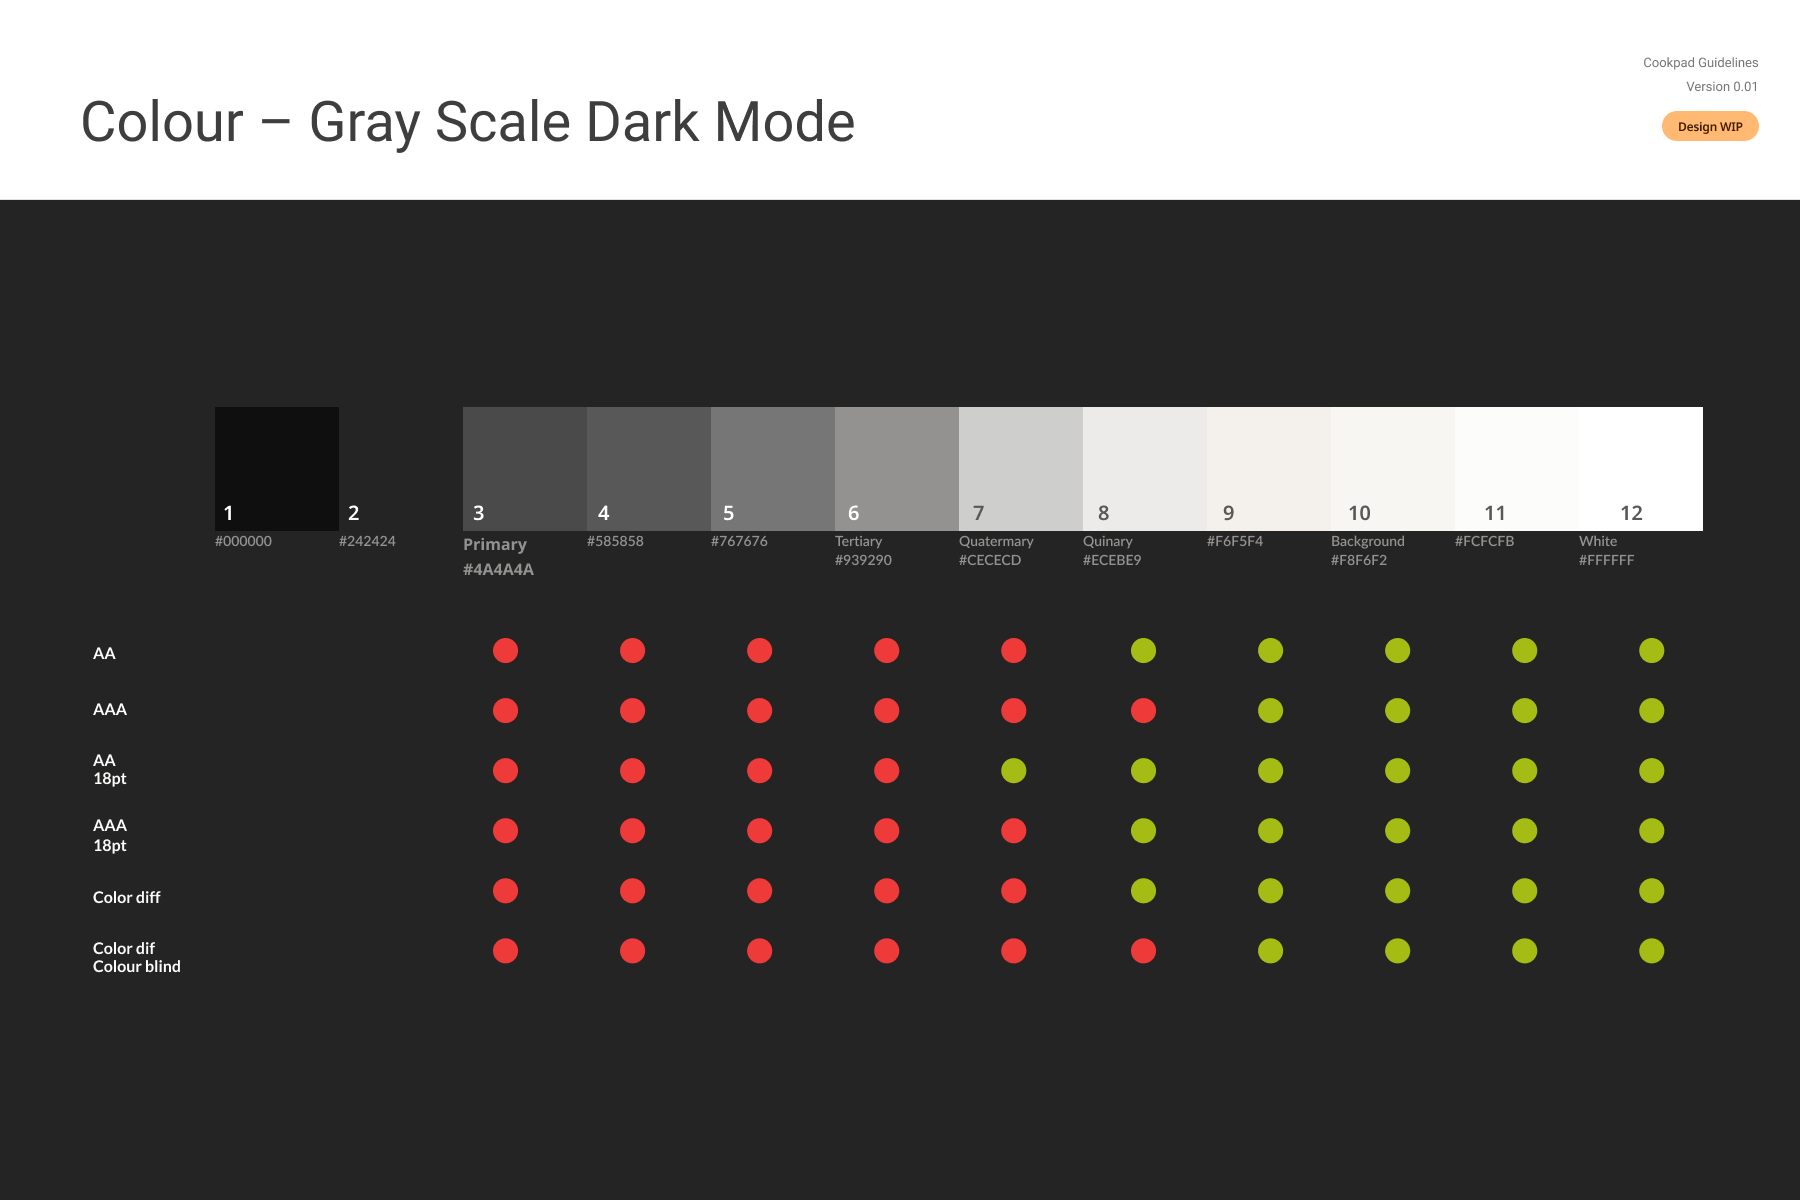 Cookpad Guidelines
Version 0.01
Colour – Gray Scale Dark Mode
Design WIP
1 2 3 4 5 6 7 8 9 10 11 12
#000000 #242424 Primary #585858 #767676 Tertiary Quatermary Quinary #F6F5F4 Background #FCFCFB White
#4A4A4A #939290 #CECECD #ECEBE9 #F8F6F2 #FFFFFF
AA
AAA
AA
18pt
AAA
18pt
Color diff
Color dif
Colour blind